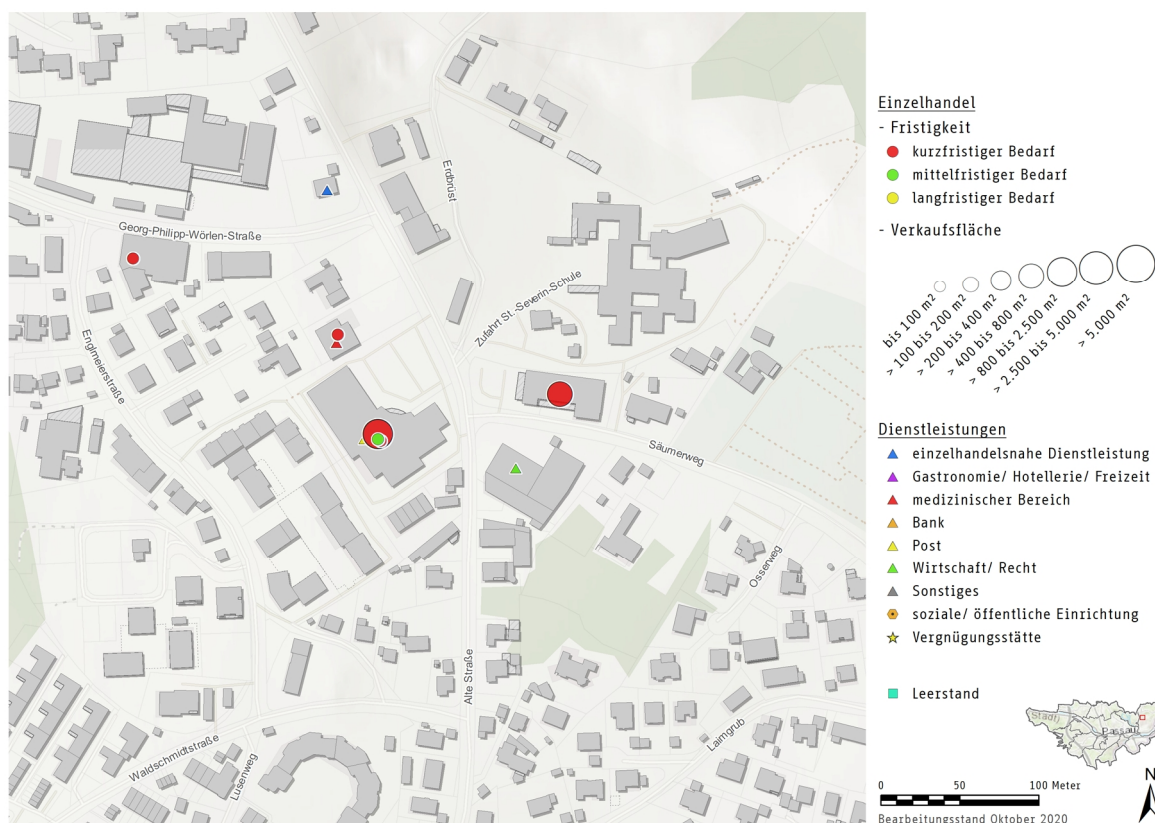 Georg-Philipp-Wörlen-Straße
Erdbrüst
Zufahrt St.-Severin-Schule
Englmeierstraße
Säumerweg
Osserweg
Alte Straße
Laimgrub
Waldschmidtstraße
Lusenweg
Einzelhandel
- Fristigkeit
kurzfristiger Bedarf
mittelfristiger Bedarf
langfristiger Bedarf
- Verkaufsfläche
bis 100 m²
> 100 bis 200 m²
> 200 bis 400 m²
> 400 bis 800 m²
> 800 bis 2.500 m²
> 2.500 bis 5.000 m²
> 5.000 m²
Dienstleistungen
einzelhandelsnahe Dienstleistung
Gastronomie/ Hotellerie/ Freizeit
medizinischer Bereich
Bank
Post
Wirtschaft/ Recht
Sonstiges
soziale/ öffentliche Einrichtung
Vergnügungsstätte
Leerstand
Passau
0 50 100 Meter
N
Bearbeitungsstand Oktober 2020